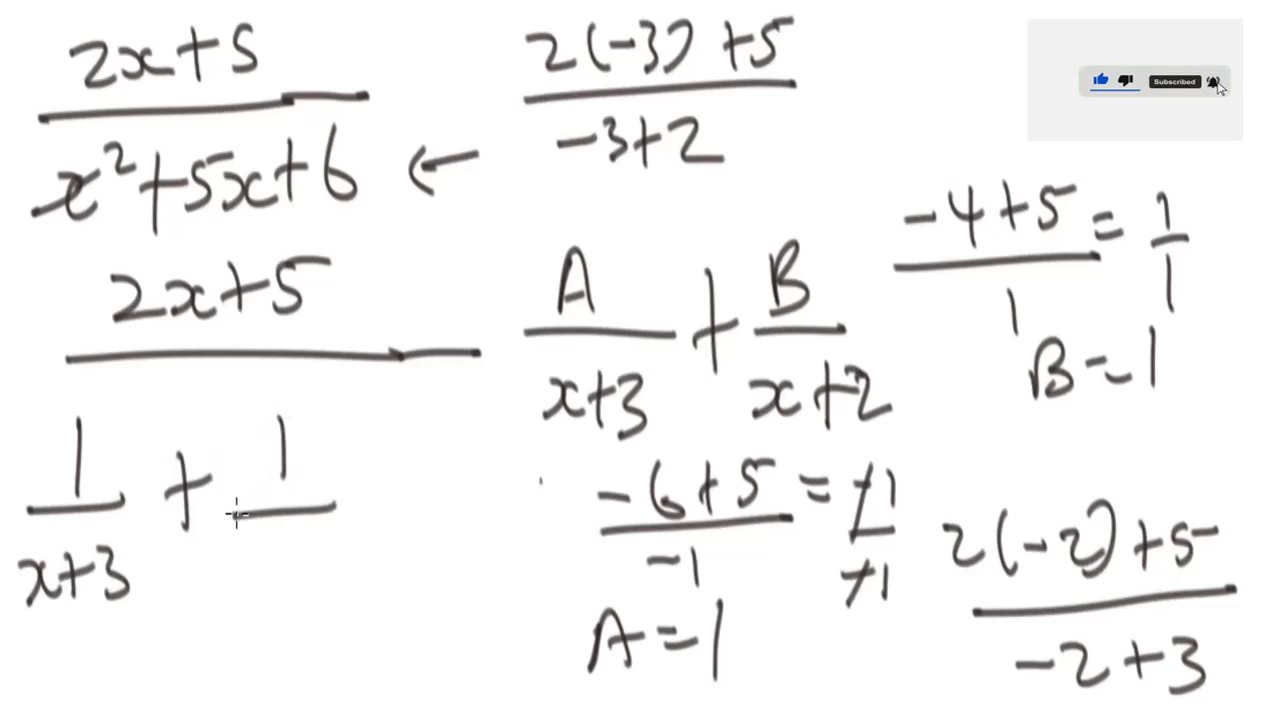 2x+5
x²+5x+6 ←
2(-3)+5
-3+2
Subscribed
2x+5
A/(x+3) + B/(x+2)
-4+5 = 1/1
1
B=1
1/(x+3) + 1/
-6+5 = -1/-1
-1
A=1
2(-2)+5
-2+3